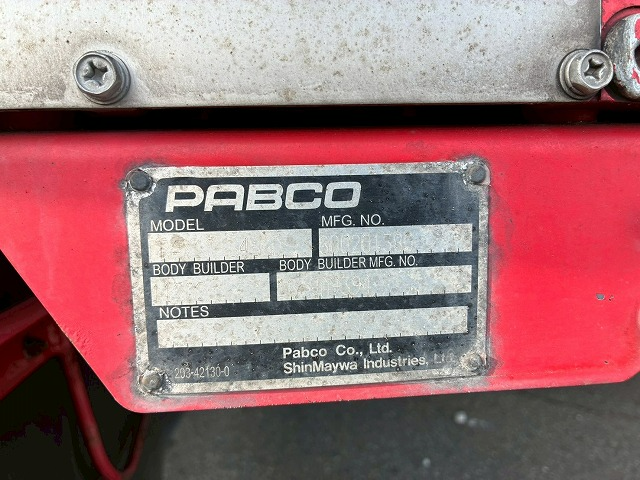 PABCO
MODEL MFG. NO.
BODY BUILDER BODY BUILDER MFG. NO.
NOTES
Pabco Co., Ltd.
203-42130-0 ShinMaywa Industries,